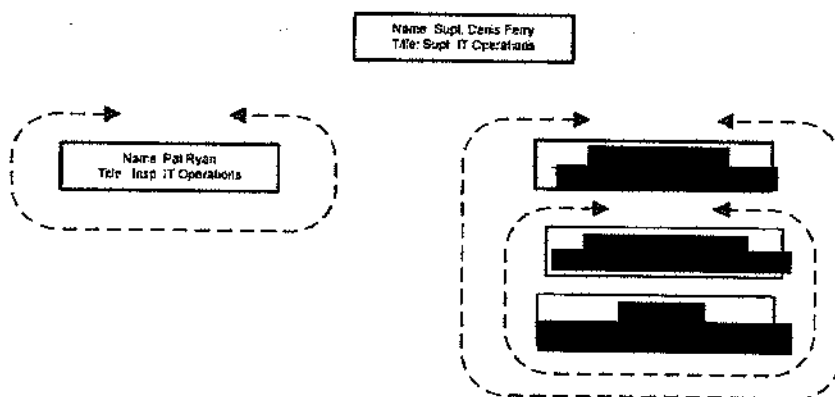 Name: Supt. Denis Ferry
Title: Supt IT Operations
Name: Pat Ryan
Title: Insp IT Operations